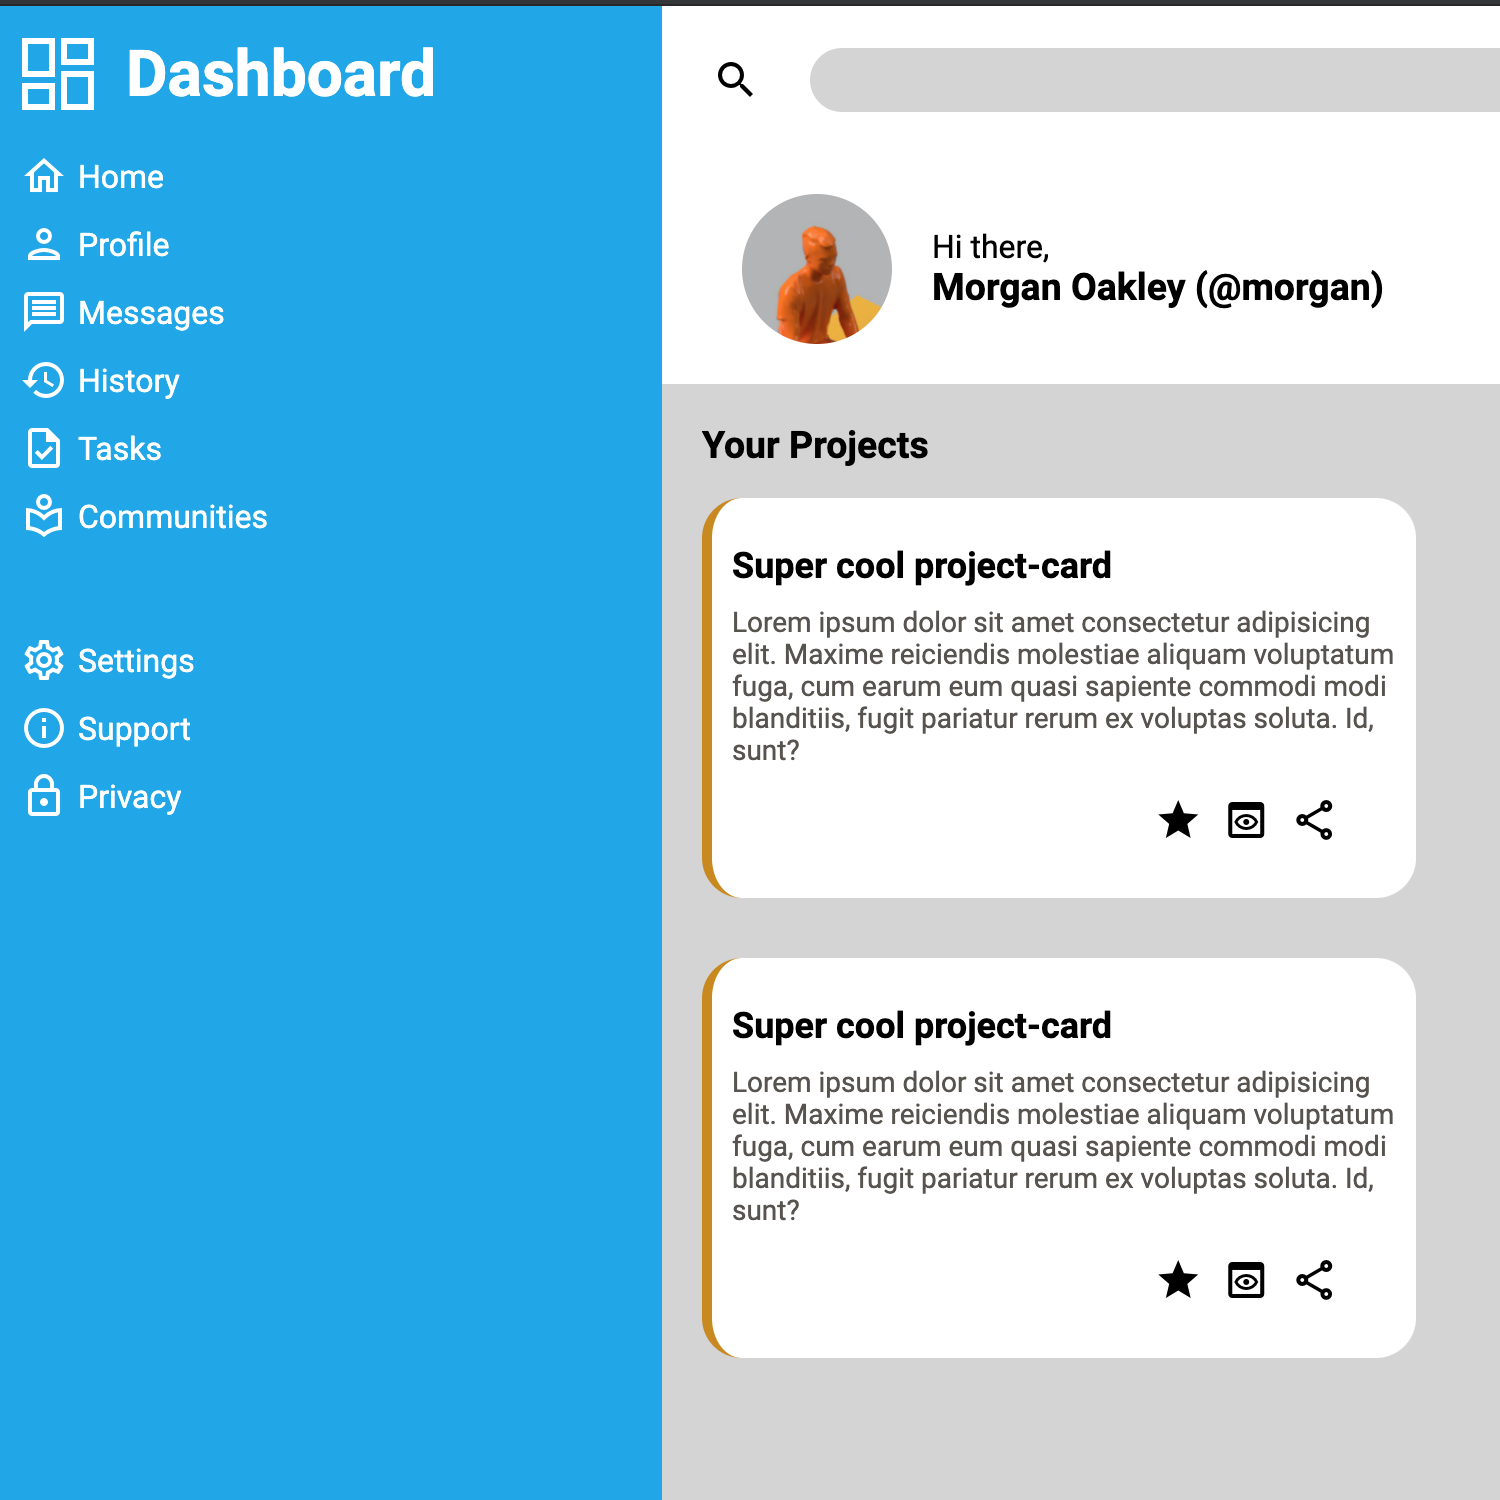 Dashboard
Home
Profile
Messages
History
Tasks
Communities
Settings
Support
Privacy
Hi there,
Morgan Oakley (@morgan)
Your Projects
Super cool project-card
Lorem ipsum dolor sit amet consectetur adipisicing
elit. Maxime reiciendis molestiae aliquam voluptatum
fuga, cum earum eum quasi sapiente commodi modi
blanditiis, fugit pariatur rerum ex voluptas soluta. Id,
sunt?
Super cool project-card
Lorem ipsum dolor sit amet consectetur adipisicing
elit. Maxime reiciendis molestiae aliquam voluptatum
fuga, cum earum eum quasi sapiente commodi modi
blanditiis, fugit pariatur rerum ex voluptas soluta. Id,
sunt?